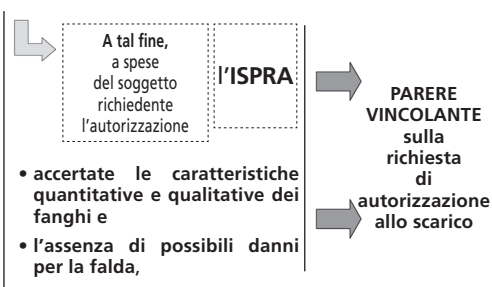 A tal fine,
a spese
del soggetto
richiedente
l'autorizzazione
l'ISPRA
• accertate le caratteristiche
quantitative e qualitative dei
fanghi e
• l'assenza di possibili danni
per la falda,
PARERE
VINCOLANTE
sulla
richiesta
di
autorizzazione
allo scarico